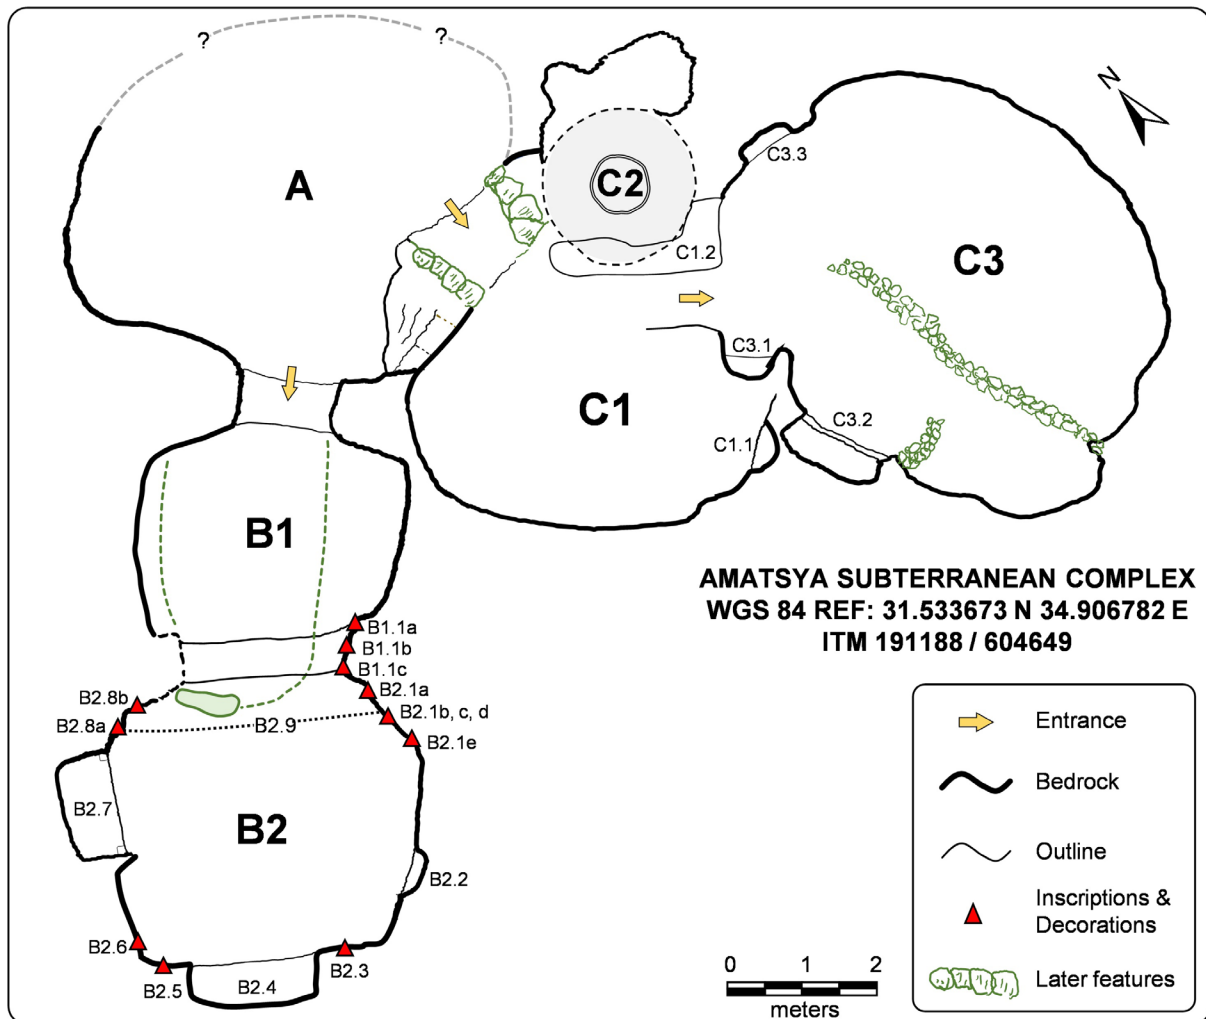 ?
?
N
A
C2
C3.3
C1.2
C3
C3.1
C1
C3.2
C1.1
B1
AMATSYA SUBTERRANEAN COMPLEX
WGS 84 REF: 31.533673 N 34.906782 E
ITM 191188 / 604649
B1.1a
B1.1b
B1.1c
B2.1a
B2.8b
B2.1b, c, d
B2.8a
B2.9
B2.1e
B2.7
B2
B2.2
B2.6
B2.3
B2.5
B2.4
0 1 2
meters
Entrance
Bedrock
Outline
Inscriptions &
Decorations
Later features